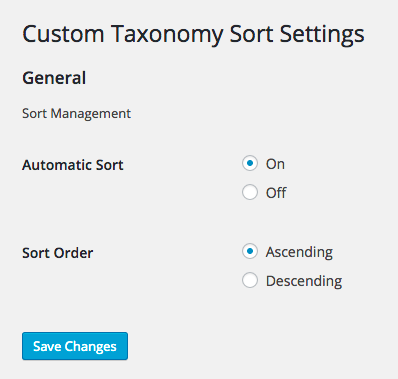 Custom Taxonomy Sort Settings
General
Sort Management
Automatic Sort
On
Off
Sort Order
Ascending
Descending
Save Changes